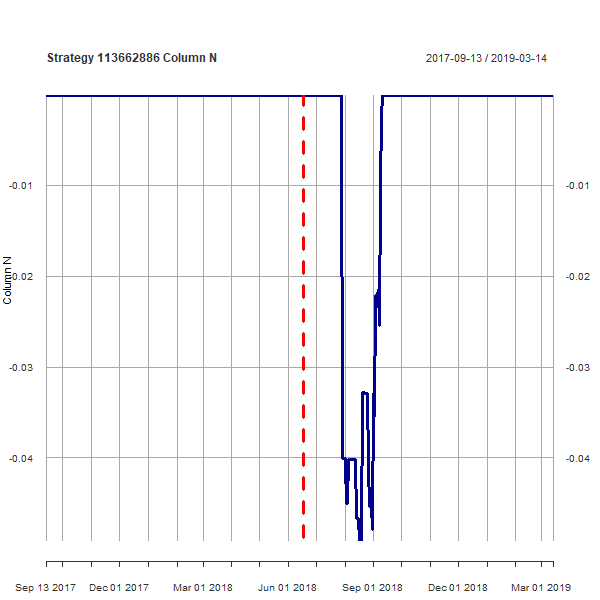 Strategy 113662886 Column N
2017-09-13 / 2019-03-14
Column N
-0.01
-0.01
-0.02
-0.02
-0.03
-0.03
-0.04
-0.04
Sep 13 2017
Dec 01 2017
Mar 01 2018
Jun 01 2018
Sep 01 2018
Dec 01 2018
Mar 01 2019